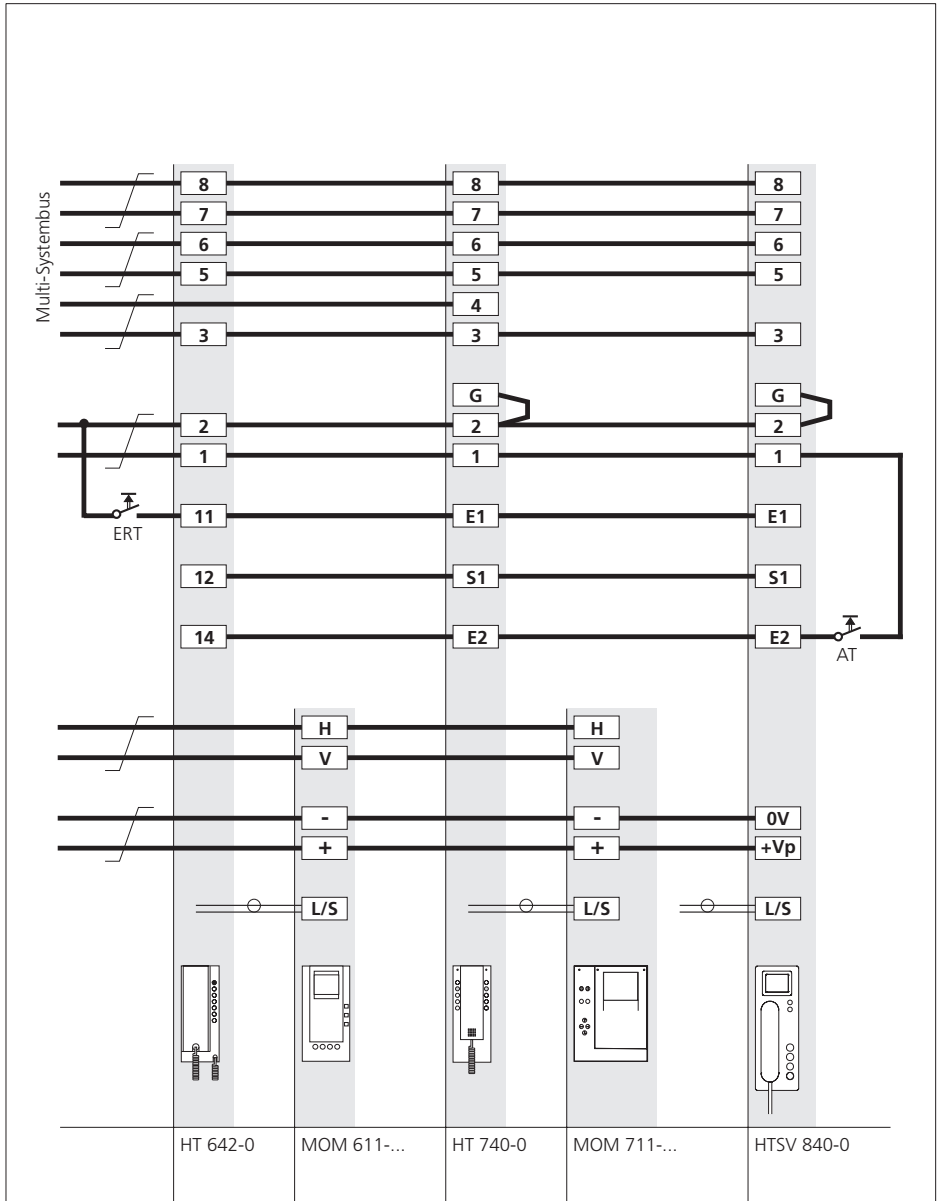 Multi-Systembus
8 8 8
7 7 7
6 6 6
5 5 5
4
3 3 3
G G
2 2 2
1 1 1
11 E1 E1
ERT
12 S1 S1
14 E2 E2
AT
H H
V V
- - 0V
+ + +Vp
L/S L/S L/S
HT 642-0 MOM 611-... HT 740-0 MOM 711-... HTSV 840-0